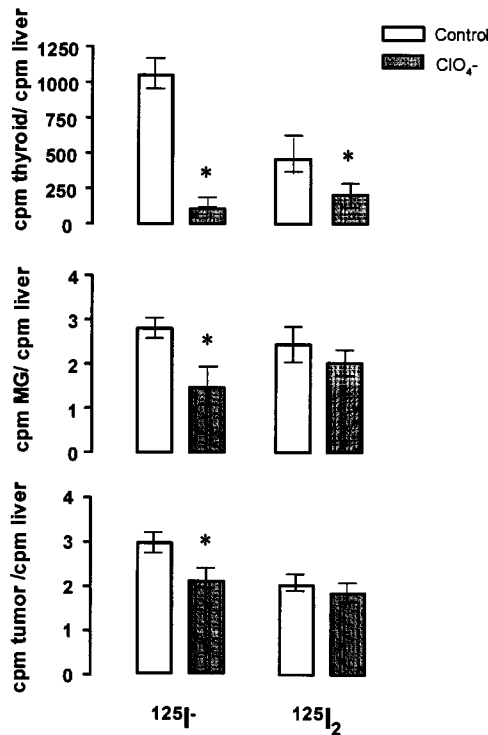 Control
ClO₄-
cpm thyroid/ cpm liver
1250
1000
750
500
250
0
*
*
cpm MG/ cpm liver
4
3
2
1
0
*
cpm tumor /cpm liver
4
3
2
1
0
*
¹²⁵I-
¹²⁵I₂